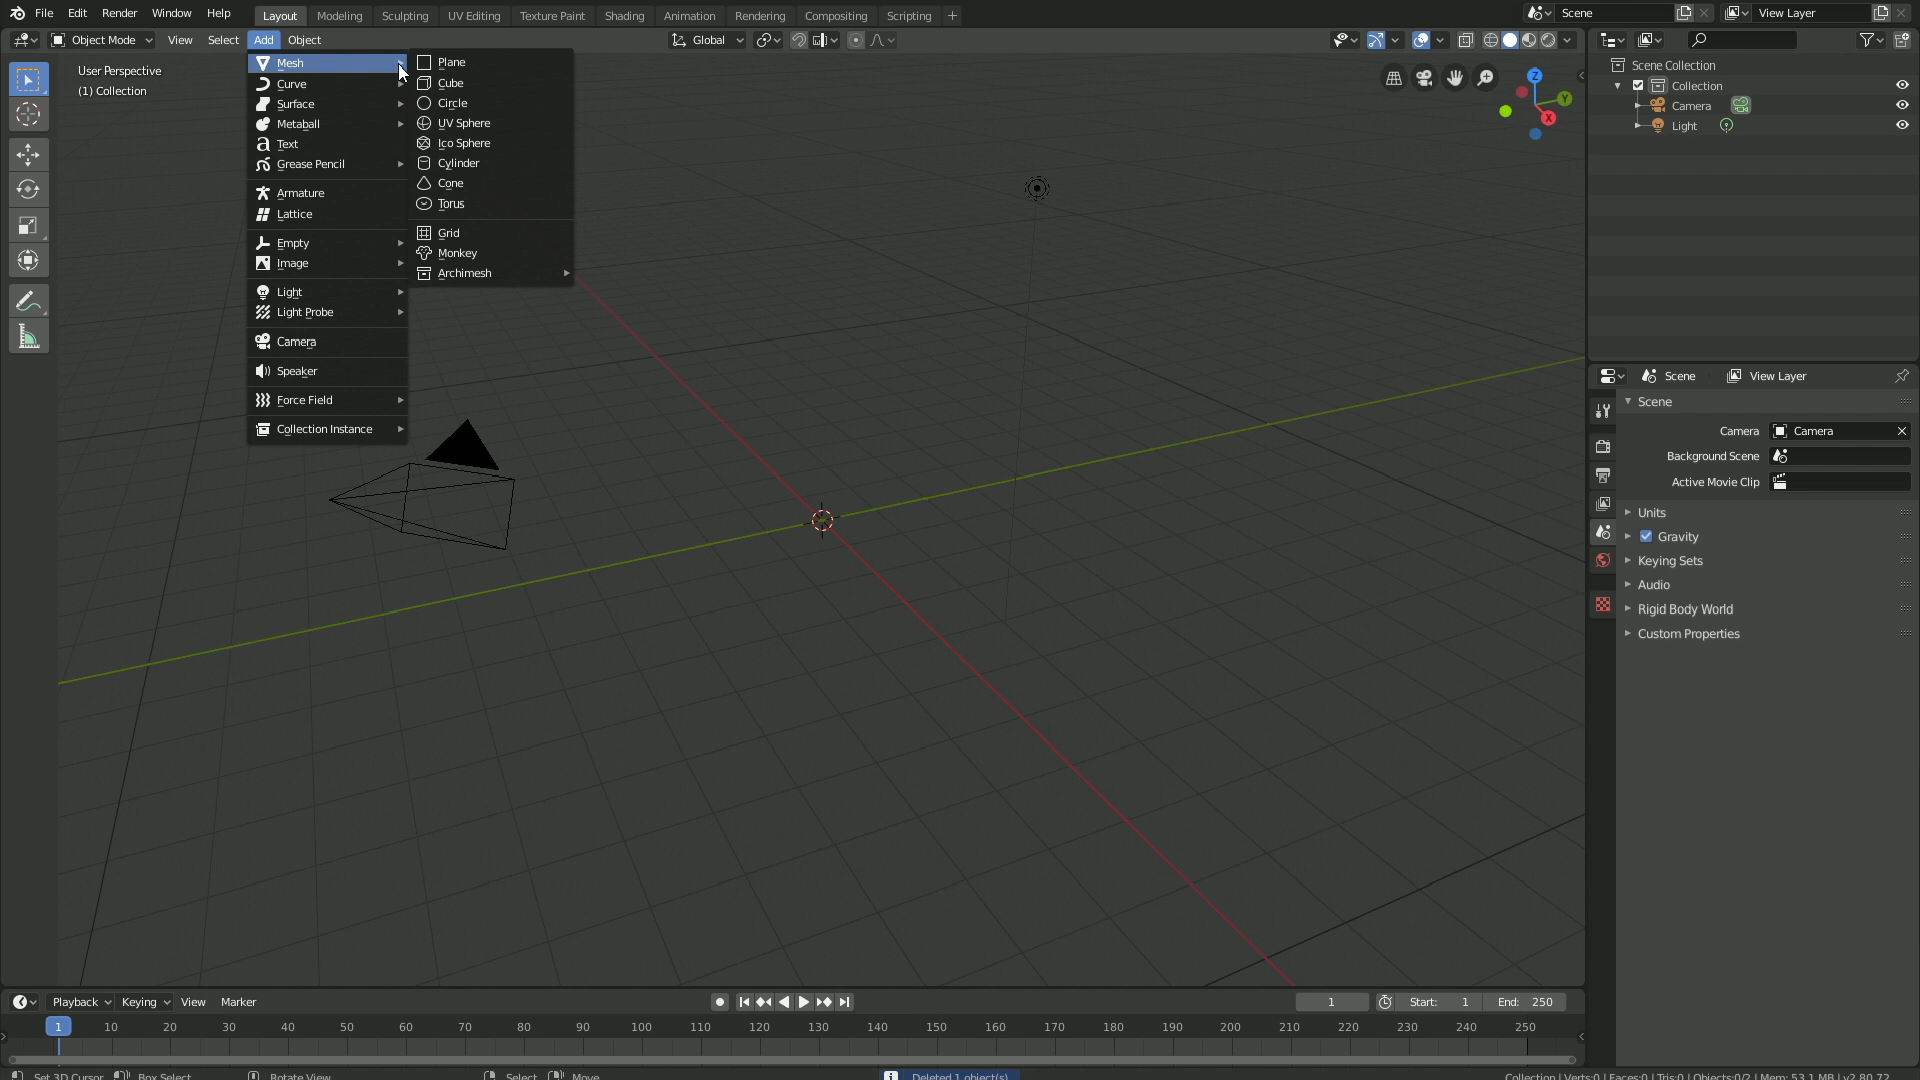 File Edit Render Window Help Layout Modeling Sculpting UV Editing Texture Paint Shading Animation Rendering Compositing Scripting + Scene View Layer
Object Mode View Select Add Object Global
User Perspective
(1) Collection
Mesh
Curve
Surface
Metaball
Text
Grease Pencil
Armature
Lattice
Empty
Image
Light
Light Probe
Camera
Speaker
Force Field
Collection Instance
Plane
Cube
Circle
UV Sphere
Ico Sphere
Cylinder
Cone
Torus
Grid
Monkey
Archimesh
Z
Y
X
Scene Collection
Collection
Camera
Light
Scene View Layer
Scene
Camera Camera
Background Scene
Active Movie Clip
Units
Gravity
Keying Sets
Audio
Rigid Body World
Custom Properties
Playback Keying View Marker 1 Start: 1 End: 250
1 10 20 30 40 50 60 70 80 90 100 110 120 130 140 150 160 170 180 190 200 210 220 230 240 250
Set 3D Cursor Box Select Rotate View Select Move Deleted 1 object(s) Collection | Verts:0 | Faces:0 | Tris:0 | Objects:0/2 | Mem: 53.1 MB | v2.80.72